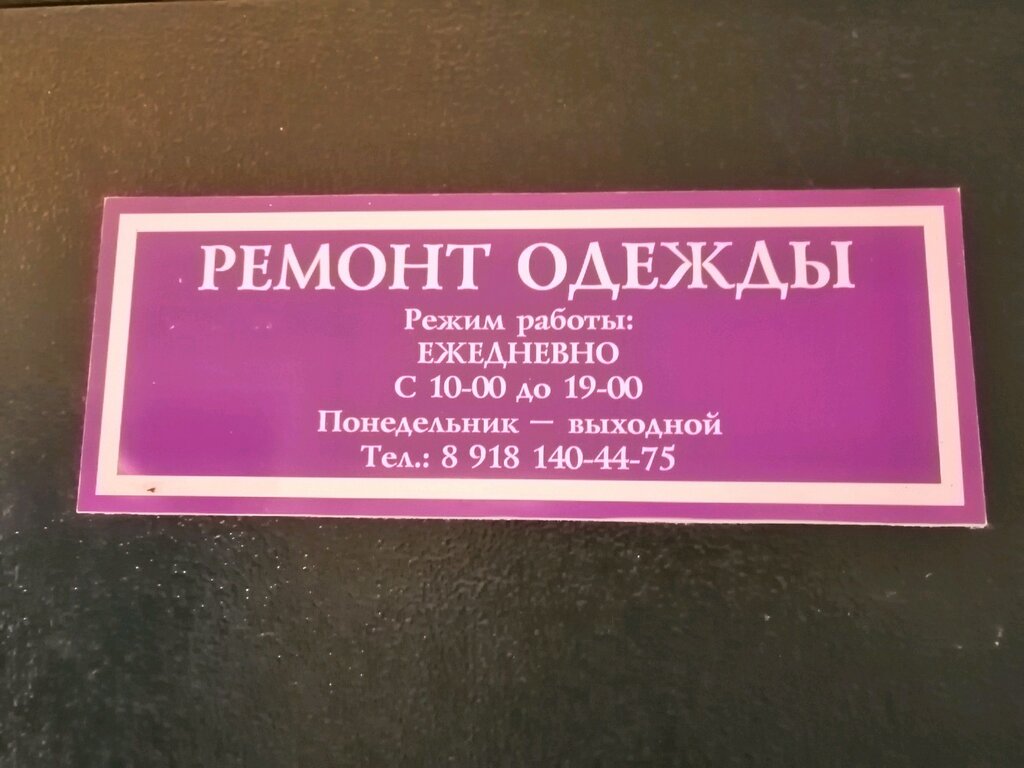 РЕМОНТ ОДЕЖДЫ
Режим работы:
ЕЖЕДНЕВНО
С 10-00 до 19-00
Понедельник — выходной
Тел.: 8 918 140-44-75